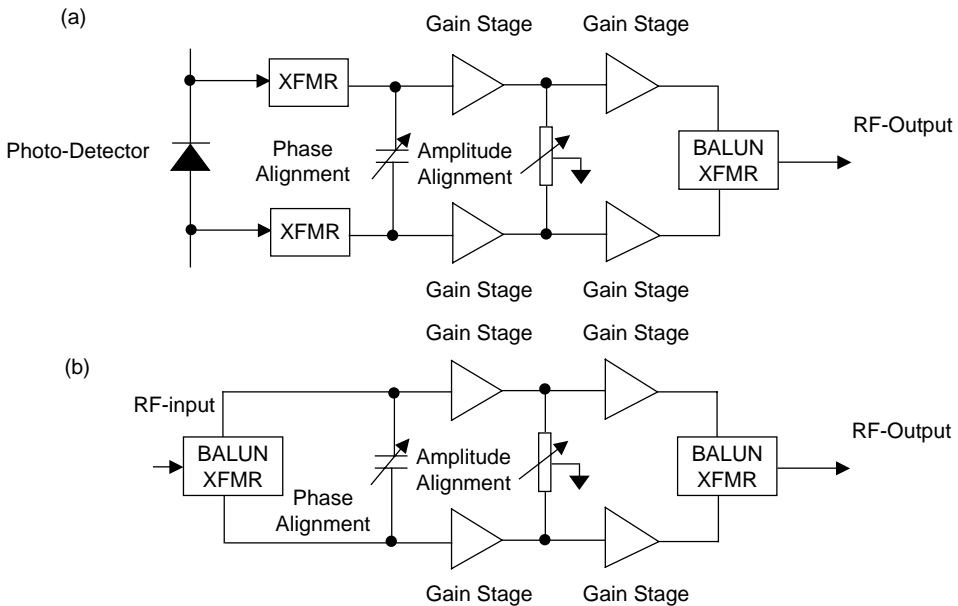 (a)
Gain Stage
Gain Stage
XFMR
RF-Output
Photo-Detector
Phase
Alignment
Amplitude
Alignment
BALUN
XFMR
XFMR
Gain Stage
Gain Stage
(b)
Gain Stage
Gain Stage
RF-input
RF-Output
BALUN
XFMR
Phase
Alignment
Amplitude
Alignment
BALUN
XFMR
Gain Stage
Gain Stage